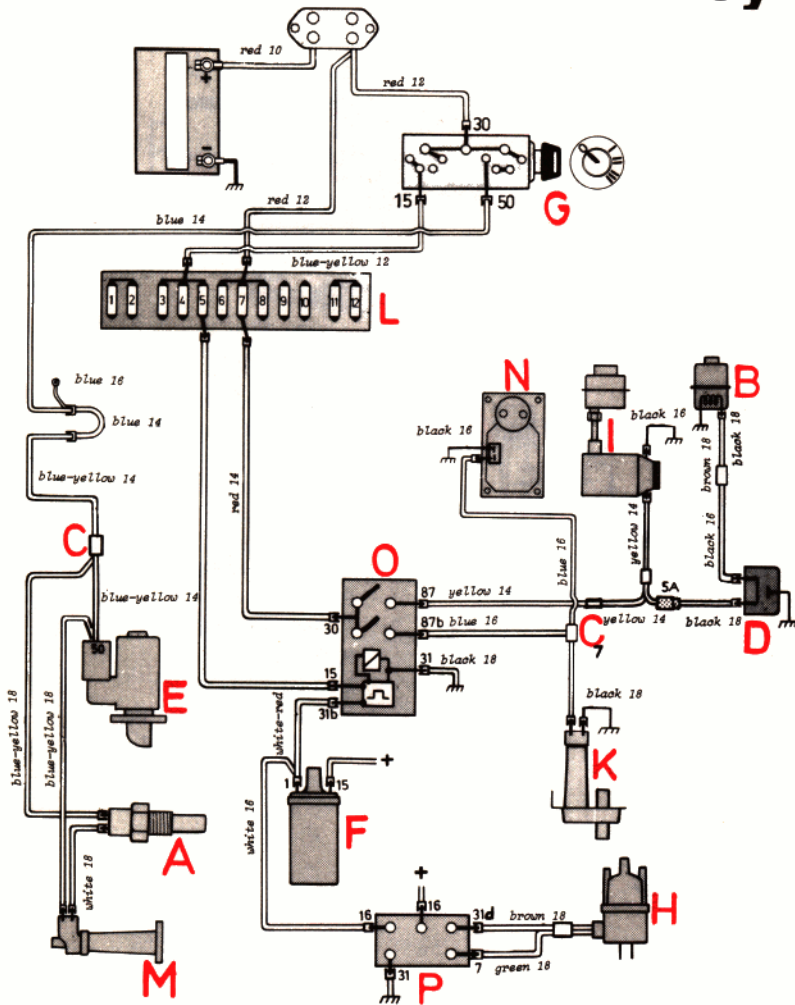 red 10
red 12
+
-
30
15
50
G
red 12
blue 14
blue-yellow 12
1 2 3 4 5 6 7 8 9 10 11 12
L
blue 16
blue 14
blue-yellow 14
C
blue-yellow 14
50
E
blue-yellow 18
blue-yellow 18
A
white 18
M
red 14
N
black 16
I
black 16
B
brown 18
black 18
yellow 14
black 16
blue 16
O
87
yellow 14
5A
30
87b
blue 16
C
7
yellow 14
black 18
D
15
31
black 18
31b
white-red
black 18
K
+
1
15
F
white 16
+
16
16
31d
brown 18
H
31
7
green 18
P